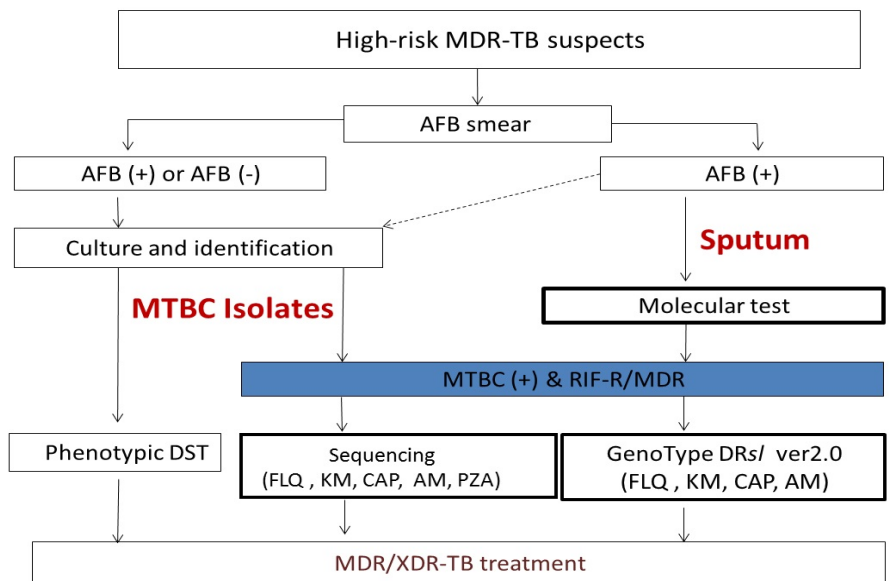 High-risk MDR-TB suspects
AFB smear
AFB (+) or AFB (-)
AFB (+)
Culture and identification
Sputum
MTBC Isolates
Molecular test
MTBC (+) & RIF-R/MDR
Phenotypic DST
Sequencing
(FLQ , KM, CAP, AM, PZA)
GenoType DRsl ver2.0
(FLQ , KM, CAP, AM)
MDR/XDR-TB treatment